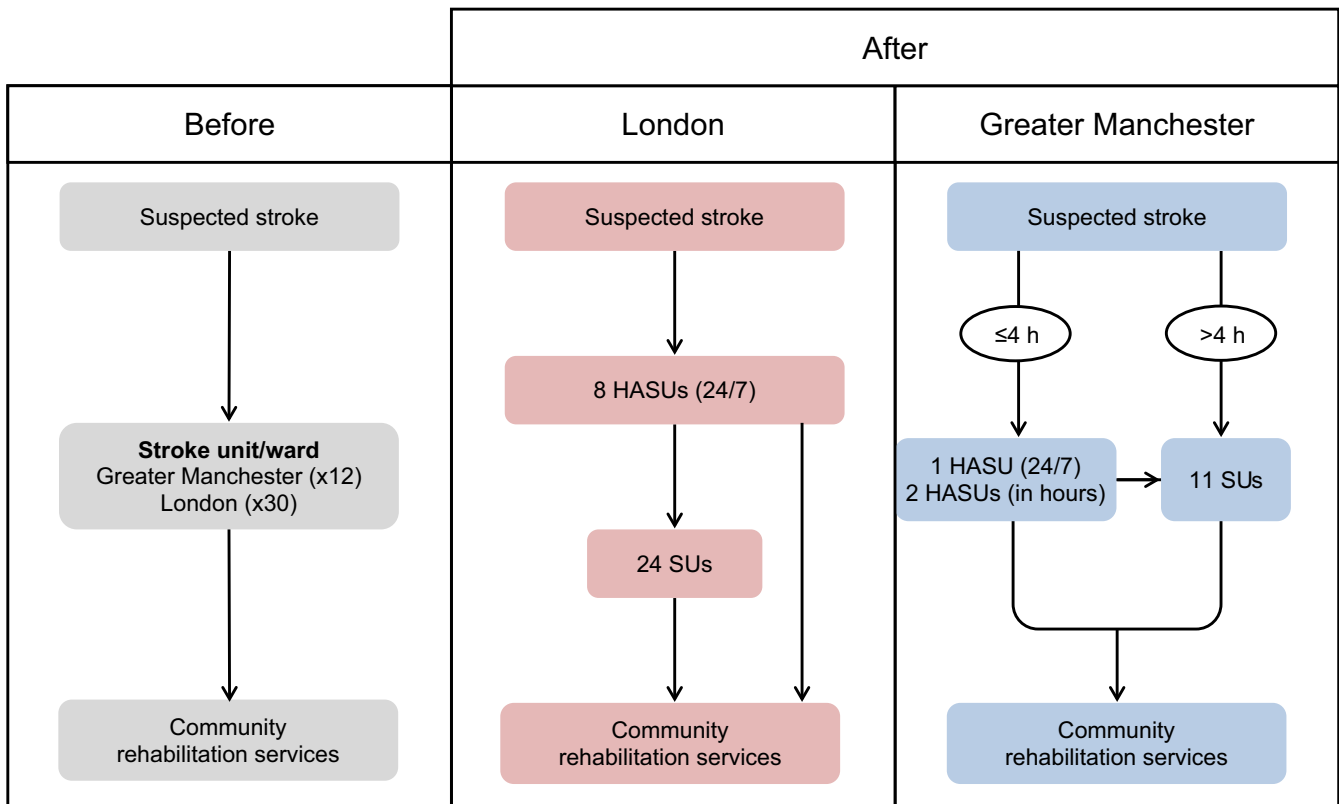 After
Before
London
Greater Manchester
Suspected stroke
Stroke unit/ward
Greater Manchester (x12)
London (x30)
Community
rehabilitation services
Suspected stroke
8 HASUs (24/7)
24 SUs
Community
rehabilitation services
Suspected stroke
≤4 h
>4 h
1 HASU (24/7)
2 HASUs (in hours)
11 SUs
Community
rehabilitation services